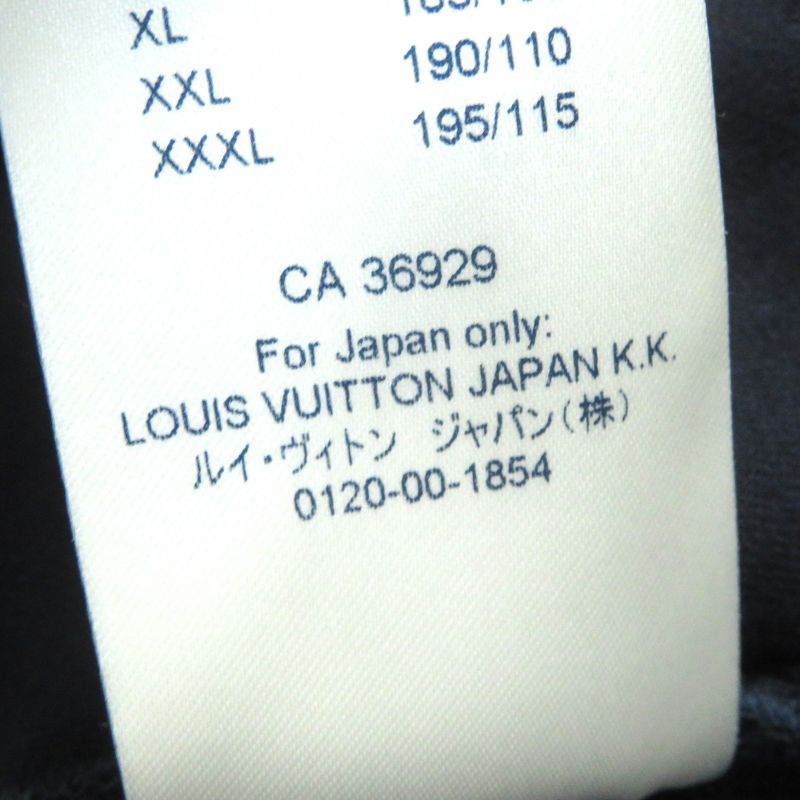 XL
XXL 190/110
XXXL 195/115
CA 36929
For Japan only:
LOUIS VUITTON JAPAN K.K.
ルイ・ヴィトン ジャパン(株)
0120-00-1854